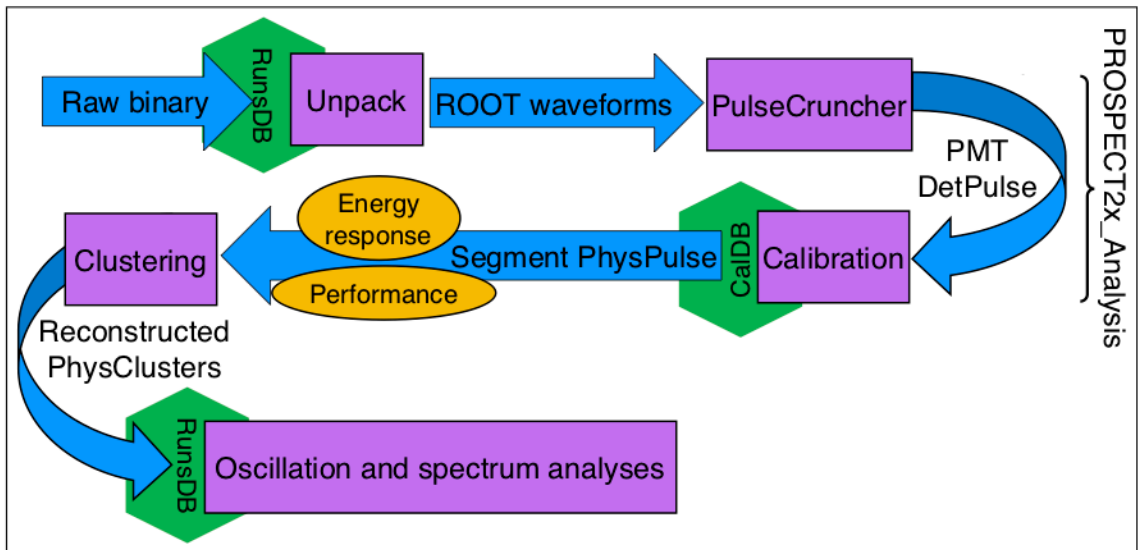 Raw binary
RunsDB
Unpack
ROOT waveforms
PulseCruncher
PROSPECT2x_Analysis
PMT
DetPulse
Calibration
CalDB
Segment PhysPulse
Energy
response
Performance
Clustering
Reconstructed
PhysClusters
RunsDB
Oscillation and spectrum analyses